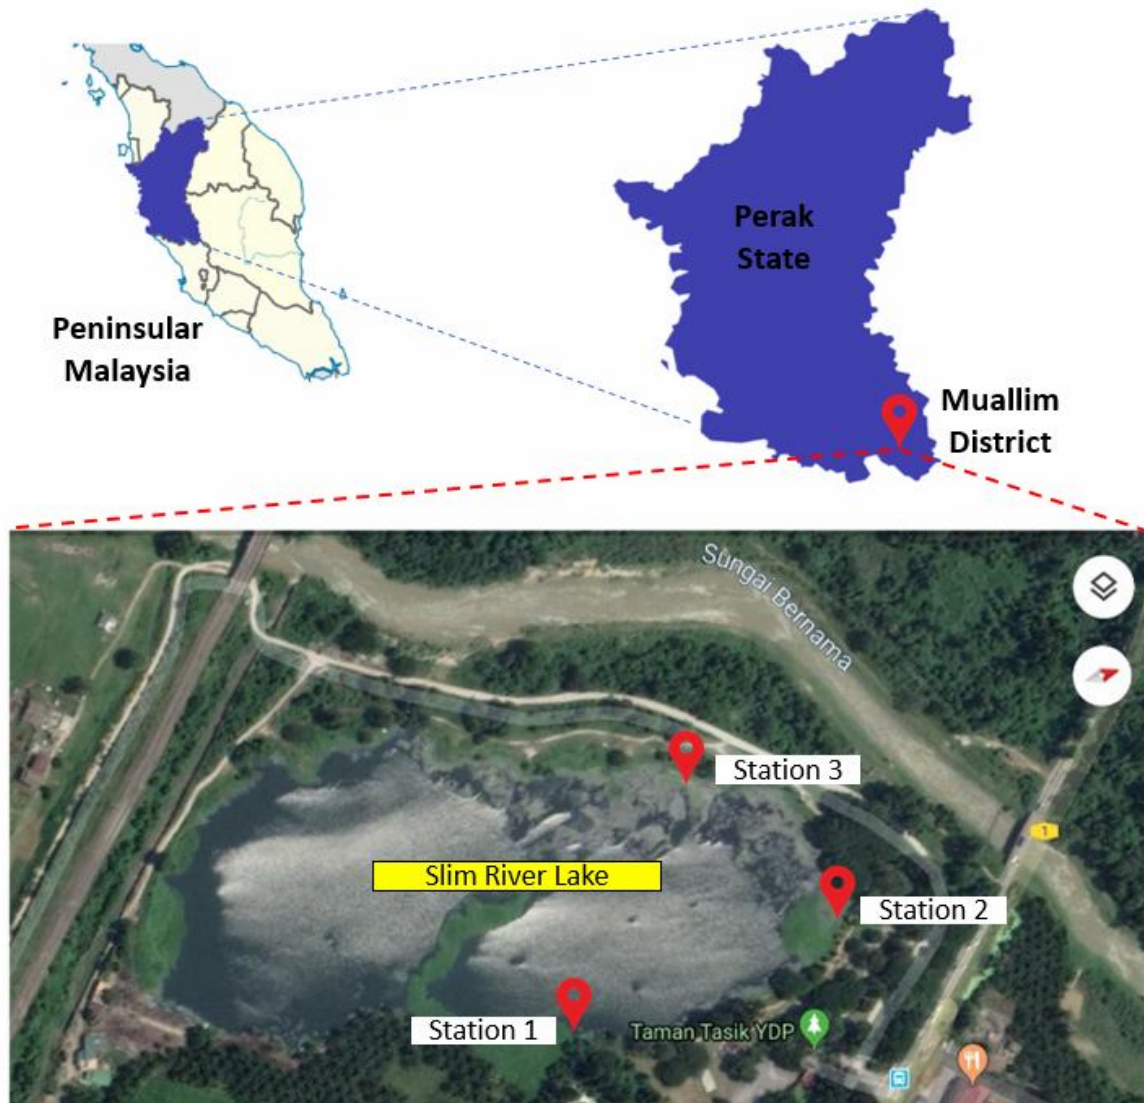 Perak
State
Peninsular
Malaysia
Muallim
District
Sungai Bernama
Station 3
1
Slim River Lake
Station 2
Station 1
Taman Tasik YDP